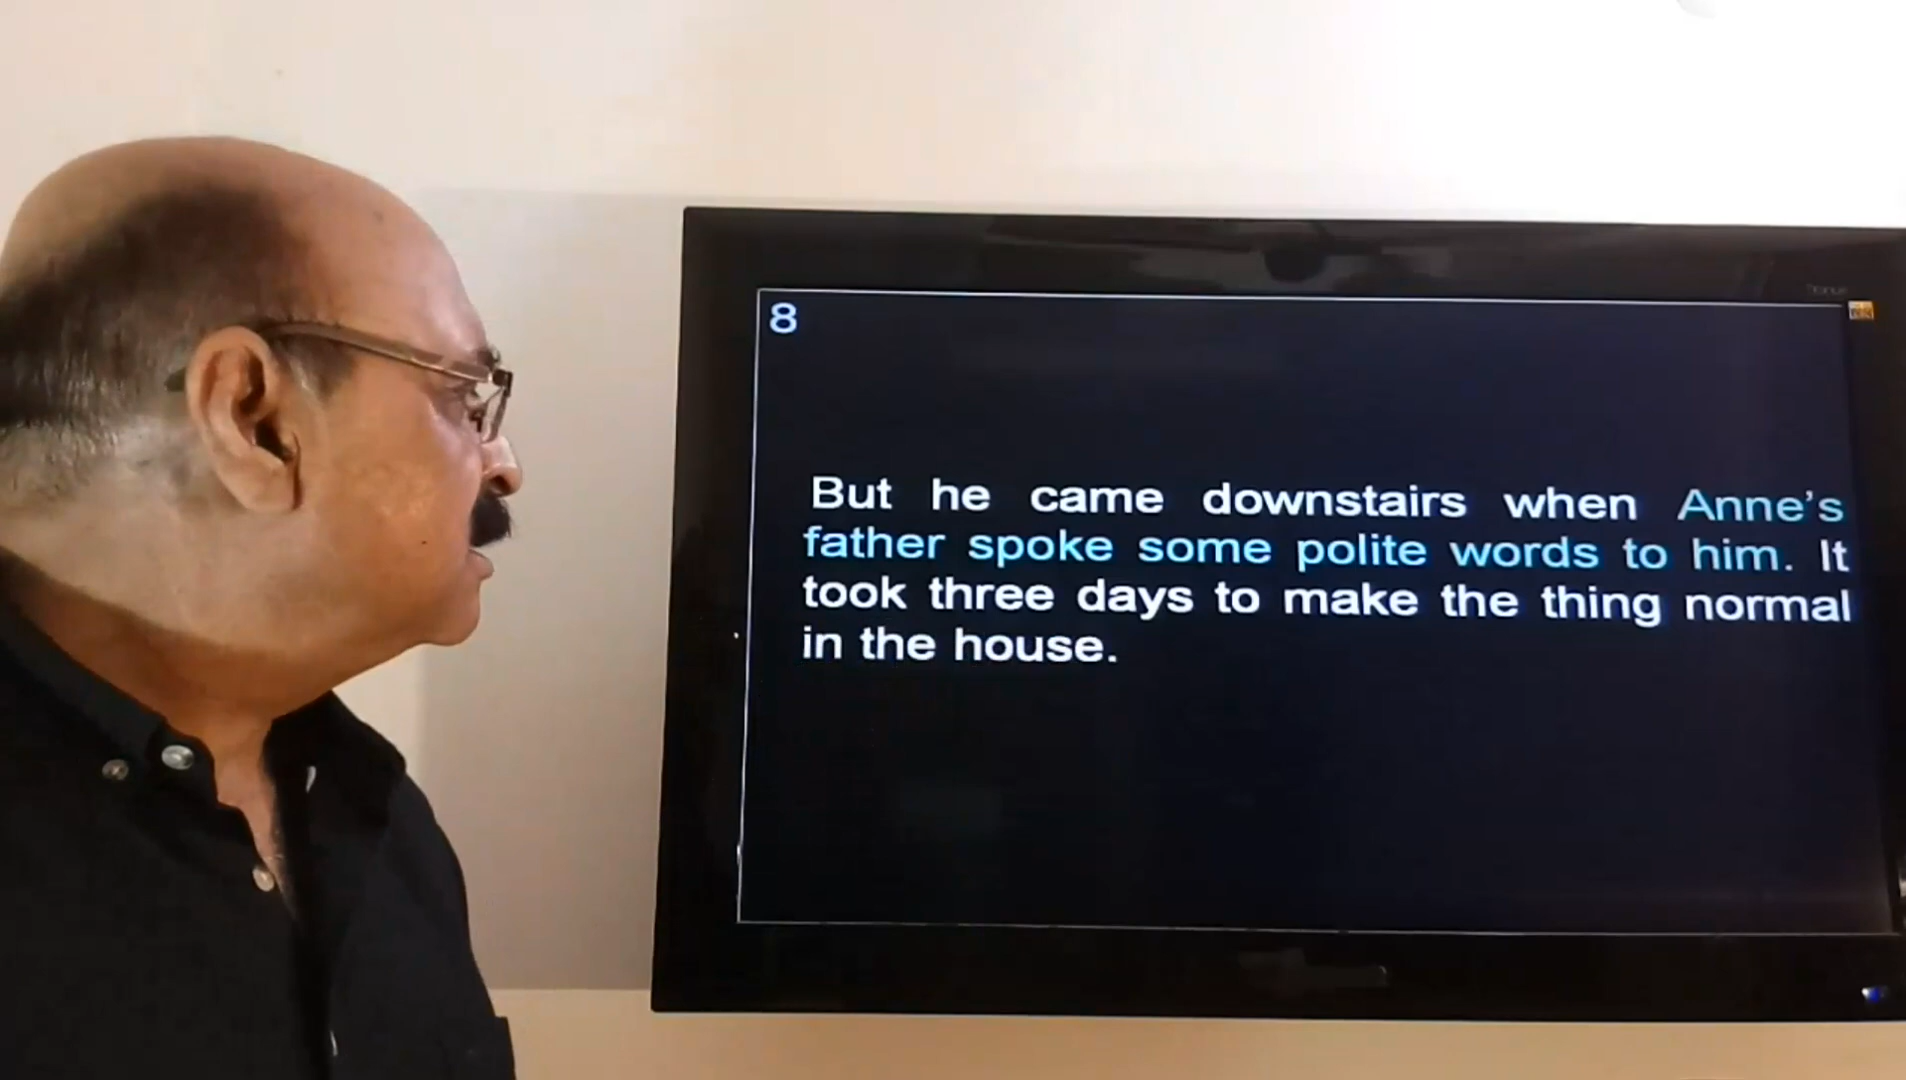 8
But he came downstairs when Anne's
father spoke some polite words to him. It
took three days to make the thing normal
in the house.